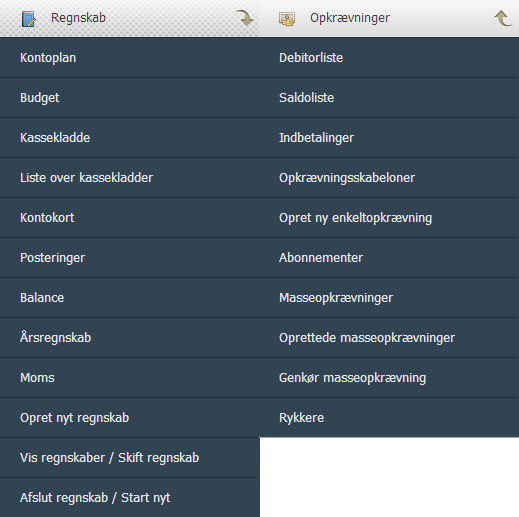 Regnskab
Kontoplan
Budget
Kassekladde
Liste over kassekladder
Kontokort
Posteringer
Balance
Årsregnskab
Moms
Opret nyt regnskab
Vis regnskaber / Skift regnskab
Afslut regnskab / Start nyt
Opkrævninger
Debitorliste
Saldoliste
Indbetalinger
Opkrævningsskabeloner
Opret ny enkeltopkrævning
Abonnementer
Masseopkrævninger
Oprettede masseopkrævninger
Genkør masseopkrævning
Rykkere